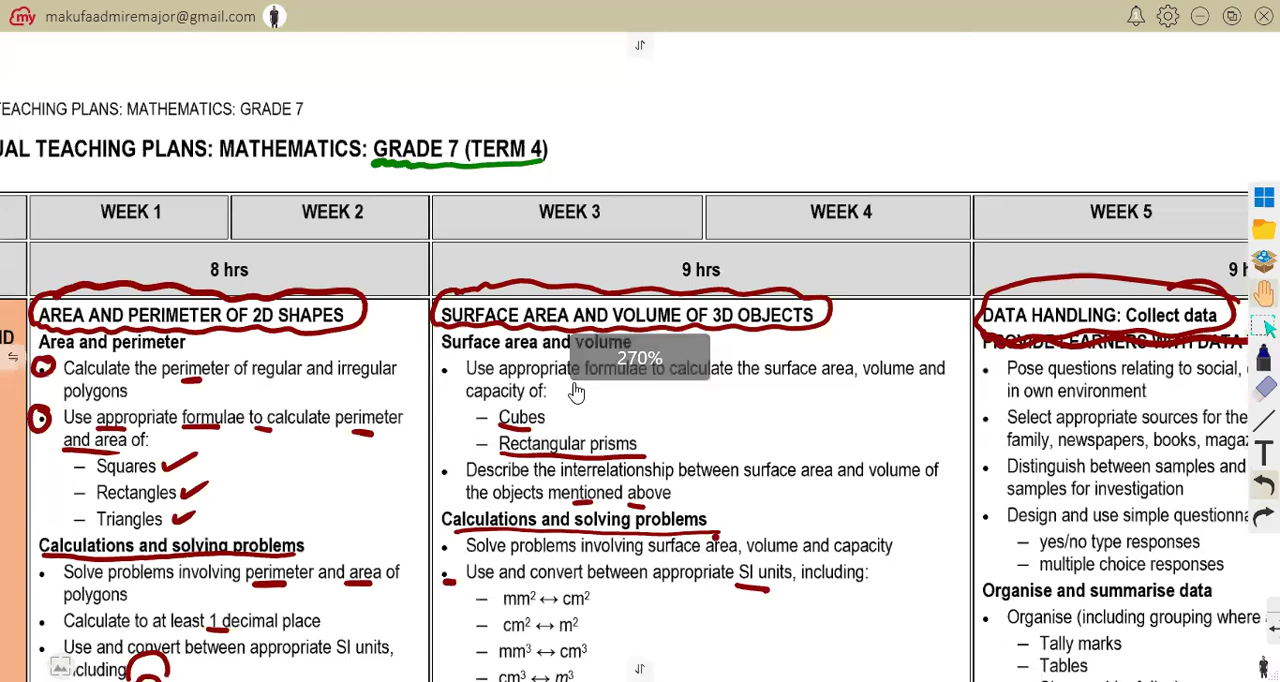 my makufaadmiremajor@gmail.com
TEACHING PLANS: MATHEMATICS: GRADE 7
UAL TEACHING PLANS: MATHEMATICS: GRADE 7 (TERM 4)
WEEK 1 WEEK 2 WEEK 3 WEEK 4 WEEK 5
8 hrs 9 hrs 9 h
AREA AND PERIMETER OF 2D SHAPES
Area and perimeter
• Calculate the perimeter of regular and irregular
polygons
• Use appropriate formulae to calculate perimeter
and area of:
– Squares
– Rectangles
– Triangles
Calculations and solving problems
• Solve problems involving perimeter and area of
polygons
• Calculate to at least 1 decimal place
Use and convert between appropriate SI units,
including
SURFACE AREA AND VOLUME OF 3D OBJECTS
Surface area and volume
270%
• Use appropriate formulae to calculate the surface area, volume and
capacity of:
– Cubes
– Rectangular prisms
• Describe the interrelationship between surface area and volume of
the objects mentioned above
Calculations and solving problems
• Solve problems involving surface area, volume and capacity
• Use and convert between appropriate SI units, including:
– mm² ↔ cm²
– cm² ↔ m²
– mm³ ↔ cm³
– cm³ ↔ m³
DATA HANDLING: Collect data
PROVIDE LEARNERS WITH DATA
• Pose questions relating to social,
in own environment
• Select appropriate sources for the
family, newspapers, books, magaz
• Distinguish between samples and
samples for investigation
• Design and use simple questionna
– yes/no type responses
– multiple choice responses
Organise and summarise data
• Organise (including grouping where
– Tally marks
– Tables